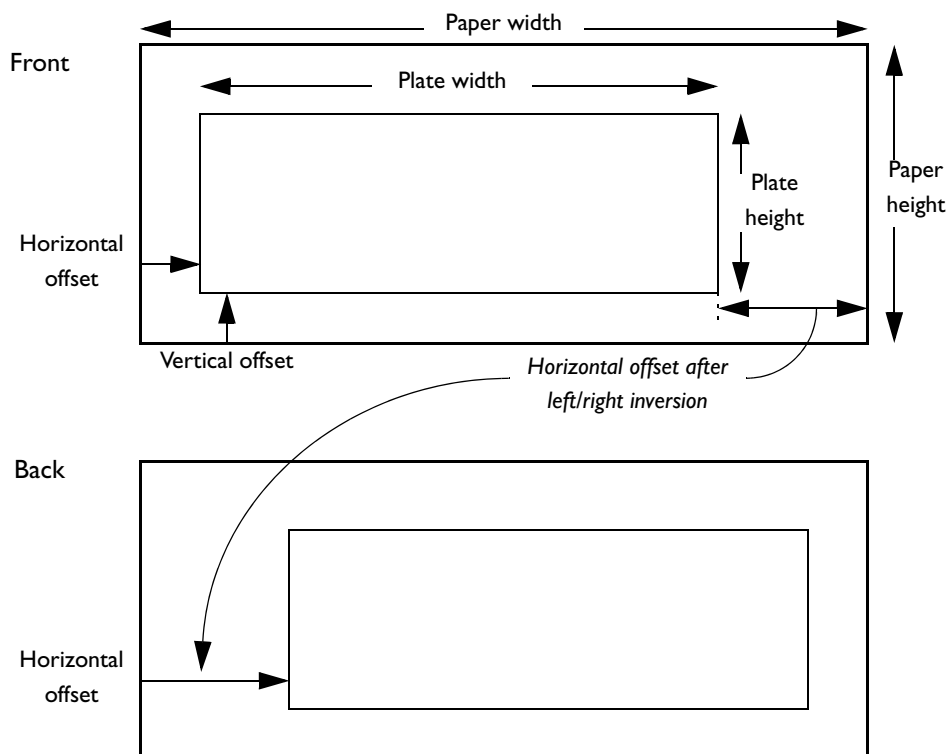 Paper width
Front
Plate width
Plate
height
Paper
height
Horizontal
offset
Vertical offset
Horizontal offset after
left/right inversion
Back
Horizontal
offset